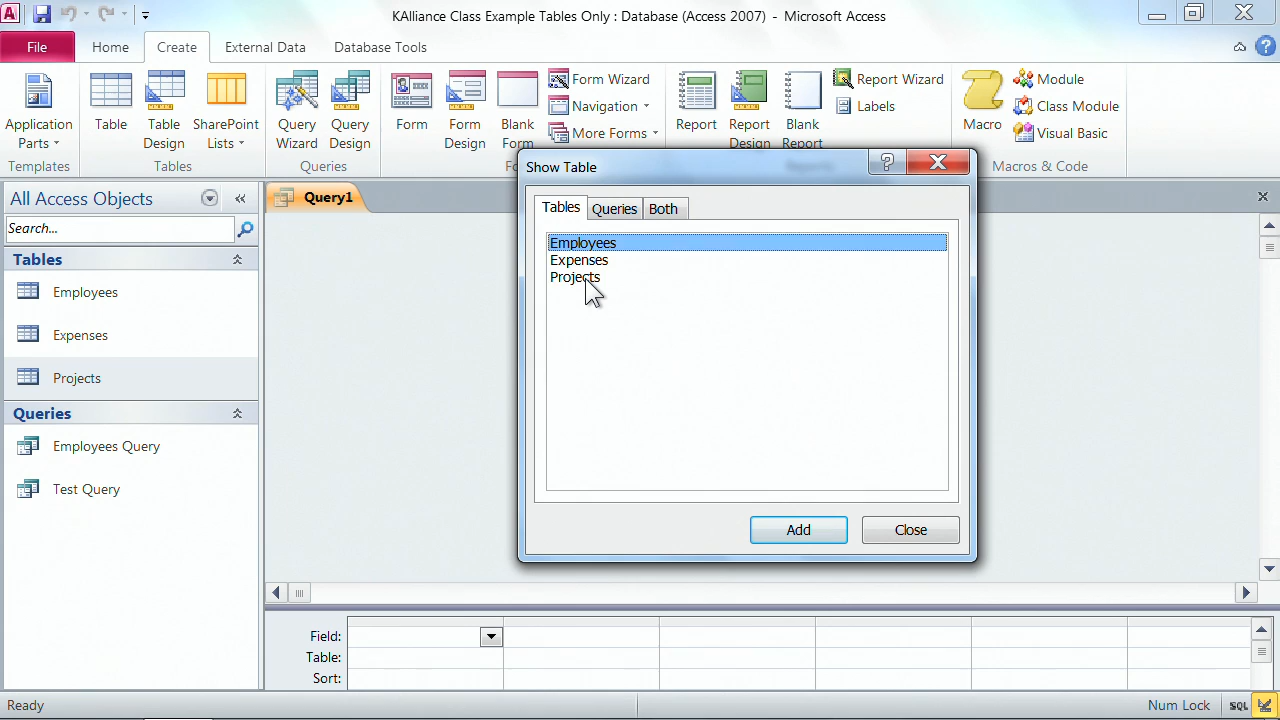 KAlliance Class Example Tables Only : Database (Access 2007) - Microsoft Access
File Home Create External Data Database Tools
Application Parts
Templates
Table
Table Design
SharePoint Lists
Tables
Query Wizard
Query Design
Queries
Form
Form Design
Blank Form
Form Wizard
Navigation
More Forms
Report
Report Design
Blank Report
Report Wizard
Labels
Macro
Module
Class Module
Visual Basic
Macros & Code
All Access Objects
Search...
Tables
Employees
Expenses
Projects
Queries
Employees Query
Test Query
Query1
Show Table
Tables Queries Both
Employees
Expenses
Projects
Add Close
Field:
Table:
Sort:
Ready
Num Lock
SQL